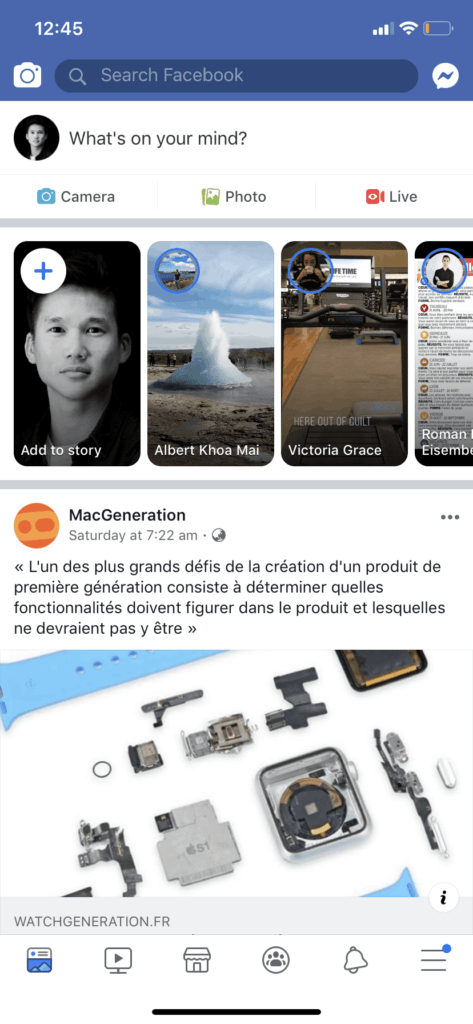 12:45
Search Facebook
What's on your mind?
Camera
Photo
Live
LIFE TIME
HERE OUT OF GUILT
Add to story
Albert Khoa Mai
Victoria Grace
Roman
Eisembe
MacGeneration
Saturday at 7:22 am ·
« L'un des plus grands défis de la création d'un produit de
première génération consiste à déterminer quelles
fonctionnalités doivent figurer dans le produit et lesquelles
ne devraient pas y être »
S1
i
WATCHGENERATION.FR